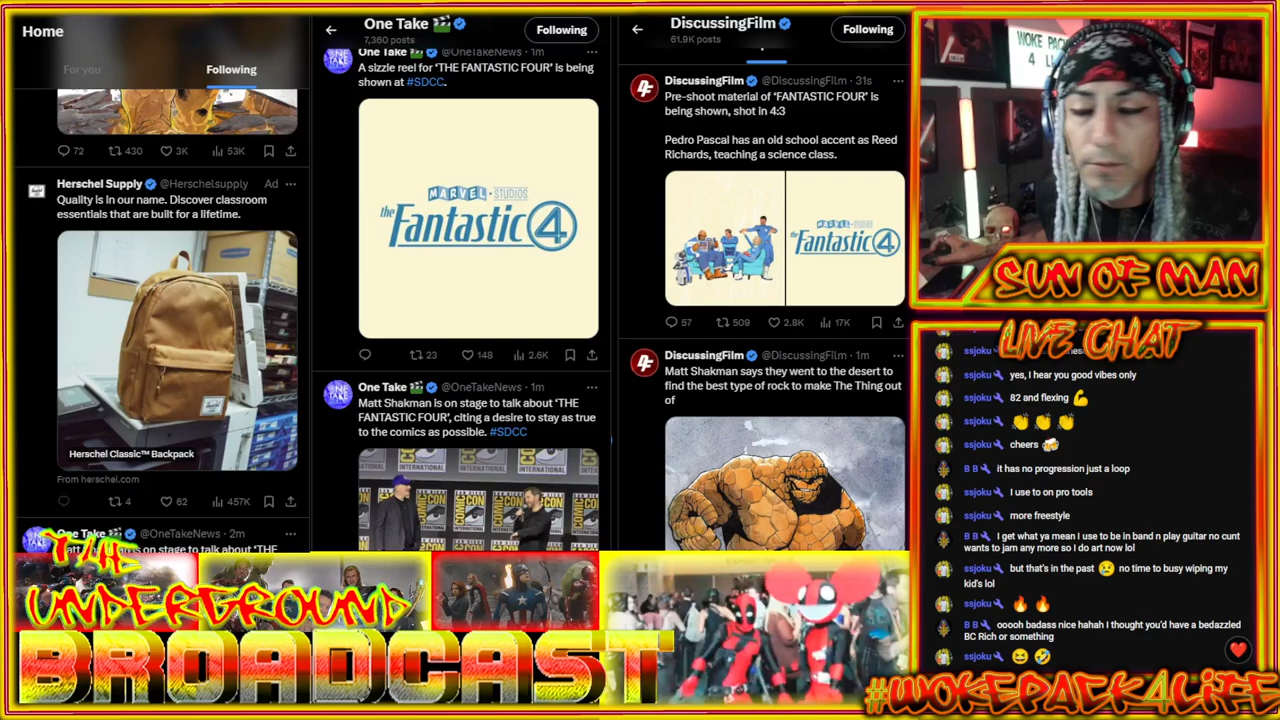 Home
For you
Following
72
430
3K
53K
Herschel Supply @Herschelsupply Ad
Quality is in our name. Discover classroom
essentials that are built for a lifetime.
Herschel Classic™ Backpack
From herschel.com
4
62
457K
One Take @OneTakeNews · 2m
Matt Shakman is on stage to talk about 'THE
One Take
7,360 posts
Following
One Take @OneTakeNews · 1m
A sizzle reel for 'THE FANTASTIC FOUR' is being
shown at #SDCC.
MARVEL STUDIOS
the Fantastic 4
23
148
2.6K
One Take @OneTakeNews · 1m
Matt Shakman is on stage to talk about 'THE
FANTASTIC FOUR', citing a desire to stay as true
to the comics as possible. #SDCC
COMIC CON
INTERNATIONAL
DiscussingFilm
61.9K posts
Following
DiscussingFilm @DiscussingFilm · 31s
Pre-shoot material of 'FANTASTIC FOUR' is
being shown, shot in 4:3
Pedro Pascal has an old school accent as Reed
Richards, teaching a science class.
the Fantastic 4
57
509
2.8K
17K
DiscussingFilm @DiscussingFilm · 1m
Matt Shakman says they went to the desert to
find the best type of rock to make The Thing out
of
WOKE PACK
4 LI
SUN OF MAN
LIVE CHAT
ssjoku
ssjoku yes, I hear you good vibes only
ssjoku 82 and flexing 💪
ssjoku 👏👏👏
ssjoku cheers 🍻
B B it has no progression just a loop
ssjoku I use to on pro tools
ssjoku more freestyle
B B I get what ya mean I use to be in band n play guitar no cunt
wants to jam any more so I do art now lol
ssjoku but that's in the past 😢 no time to busy wiping my
kid's lol
ssjoku 🔥🔥
B B ooooh badass nice hahah I thought you'd have a bedazzled
BC Rich or something
ssjoku 😆🤣
THE
UNDERGROUND
BROADCAST
#WOKEPACK4LIFE